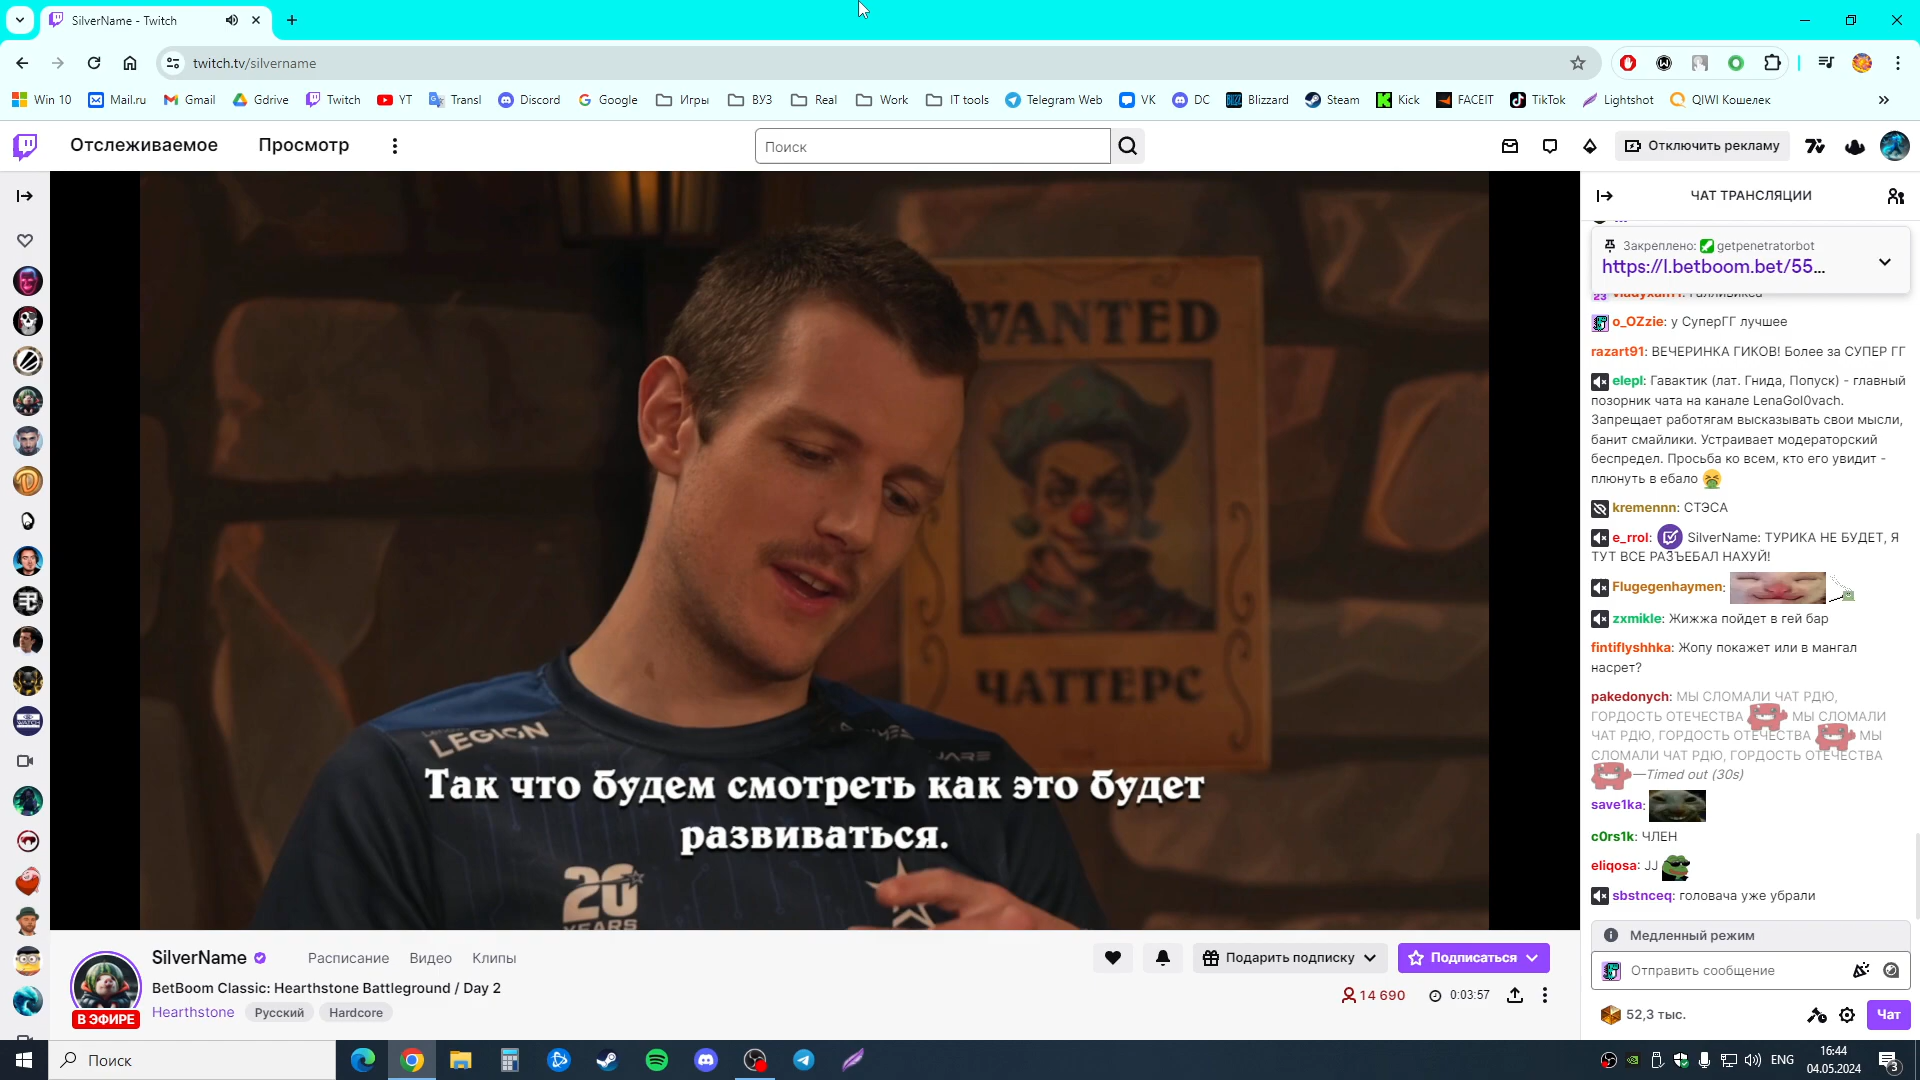 SilverName - Twitch
twitch.tv/silvername
Win 10 Mail.ru Gmail Gdrive Twitch YT Transl Discord Google Игры ВУЗ Real Work IT tools Telegram Web VK DC Blizzard Steam Kick FACEIT TikTok Lightshot QIWI Кошелек
Отслеживаемое Просмотр
Поиск
Отключить рекламу
ЧАТ ТРАНСЛЯЦИИ
Закреплено: getpenetratorbot
https://l.betboom.bet/55...
o_OZzie: у СуперГГ лучшее
razart91: ВЕЧЕРИНКА ГИКОВ! Более за СУПЕР ГГ
elepl: Гавактик (лат. Гнида, Попуск) - главный
позорник чата на канале LenaGol0vach.
Запрещает работягам высказывать свои мысли,
банит смайлики. Устраивает модераторский
беспредел. Просьба ко всем, кто его увидит -
плюнуть в ебало
kremennn: СТЭСА
e_rrol: SilverName: ТУРИКА НЕ БУДЕТ, Я
ТУТ ВСЕ РАЗЪЕБАЛ НАХУЙ!
Flugegenhaymen:
zxmikle: Жижжа пойдет в гей бар
fintiflyshhka: Жопу покажет или в мангал
насрет?
pakedonych: МЫ СЛОМАЛИ ЧАТ РДЮ,
ГОРДОСТЬ ОТЕЧЕСТВА МЫ СЛОМАЛИ
ЧАТ РДЮ, ГОРДОСТЬ ОТЕЧЕСТВА МЫ
СЛОМАЛИ ЧАТ РДЮ, ГОРДОСТЬ ОТЕЧЕСТВА
—Timed out (30s)
save1ka:
c0rs1k: ЧЛЕН
eliqosa: JJ
sbstnceq: головача уже убрали
Медленный режим
Отправить сообщение
52,3 тыс.
Чат
WANTED
ЧАТТЕРС
LEGION
JARE
20
YEARS
Так что будем смотреть как это будет
развиваться.
SilverName Расписание Видео Клипы
Подарить подписку
Подписаться
BetBoom Classic: Hearthstone Battleground / Day 2
14 690
0:03:57
Hearthstone Русский Hardcore
В ЭФИРЕ
Поиск
ENG
16:44
04.05.2024
3